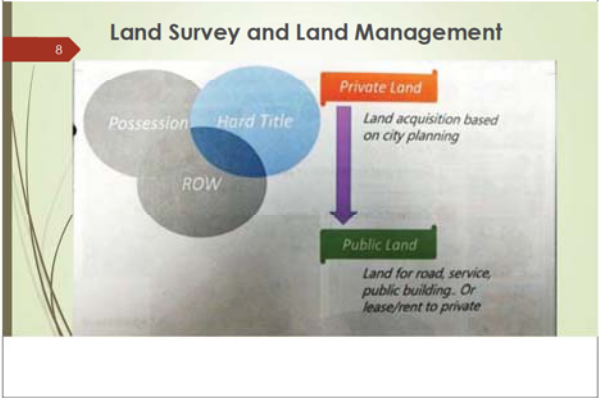 Land Survey and Land Management
8
Possession
Hard Title
ROW
Private Land
Land acquisition based
on city planning
Public Land
Land for road, service,
public building.. Or
lease/rent to private